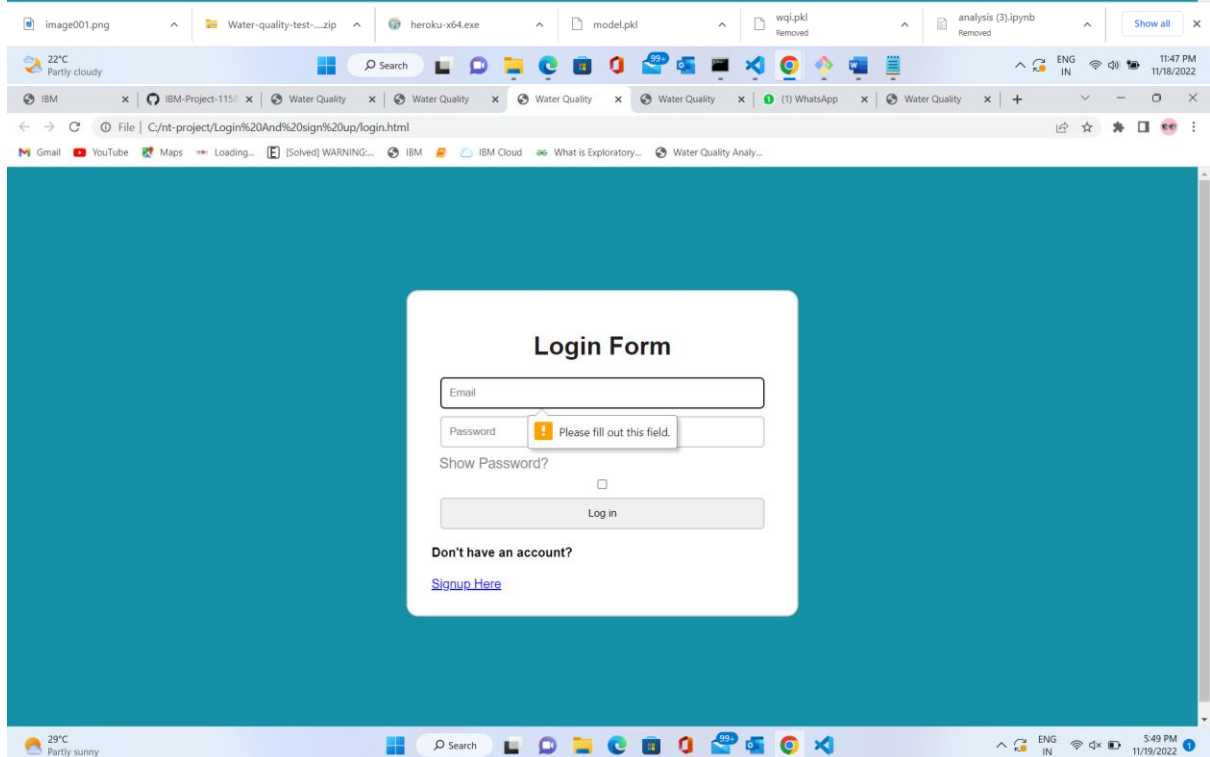 image001.png Water-quality-test-....zip heroku-x64.exe model.pkl wqi.pkl analysis (3).ipynb Show all
Removed Removed
22°C Search 99+ ENG 11:47 PM
Partly cloudy IN 11/18/2022
IBM IBM-Project-1158 Water Quality Water Quality Water Quality Water Quality (1) WhatsApp Water Quality
File C:/nt-project/Login%20And%20sign%20up/login.html
Gmail YouTube Maps Loading... [Solved] WARNING:... IBM IBM Cloud What is Exploratory... Water Quality Analy...
Login Form
Email
Password
Please fill out this field.
Show Password?
Log in
Don't have an account?
Signup Here
29°C Search 99+ ENG 5:49 PM 1
Partly sunny IN 11/19/2022